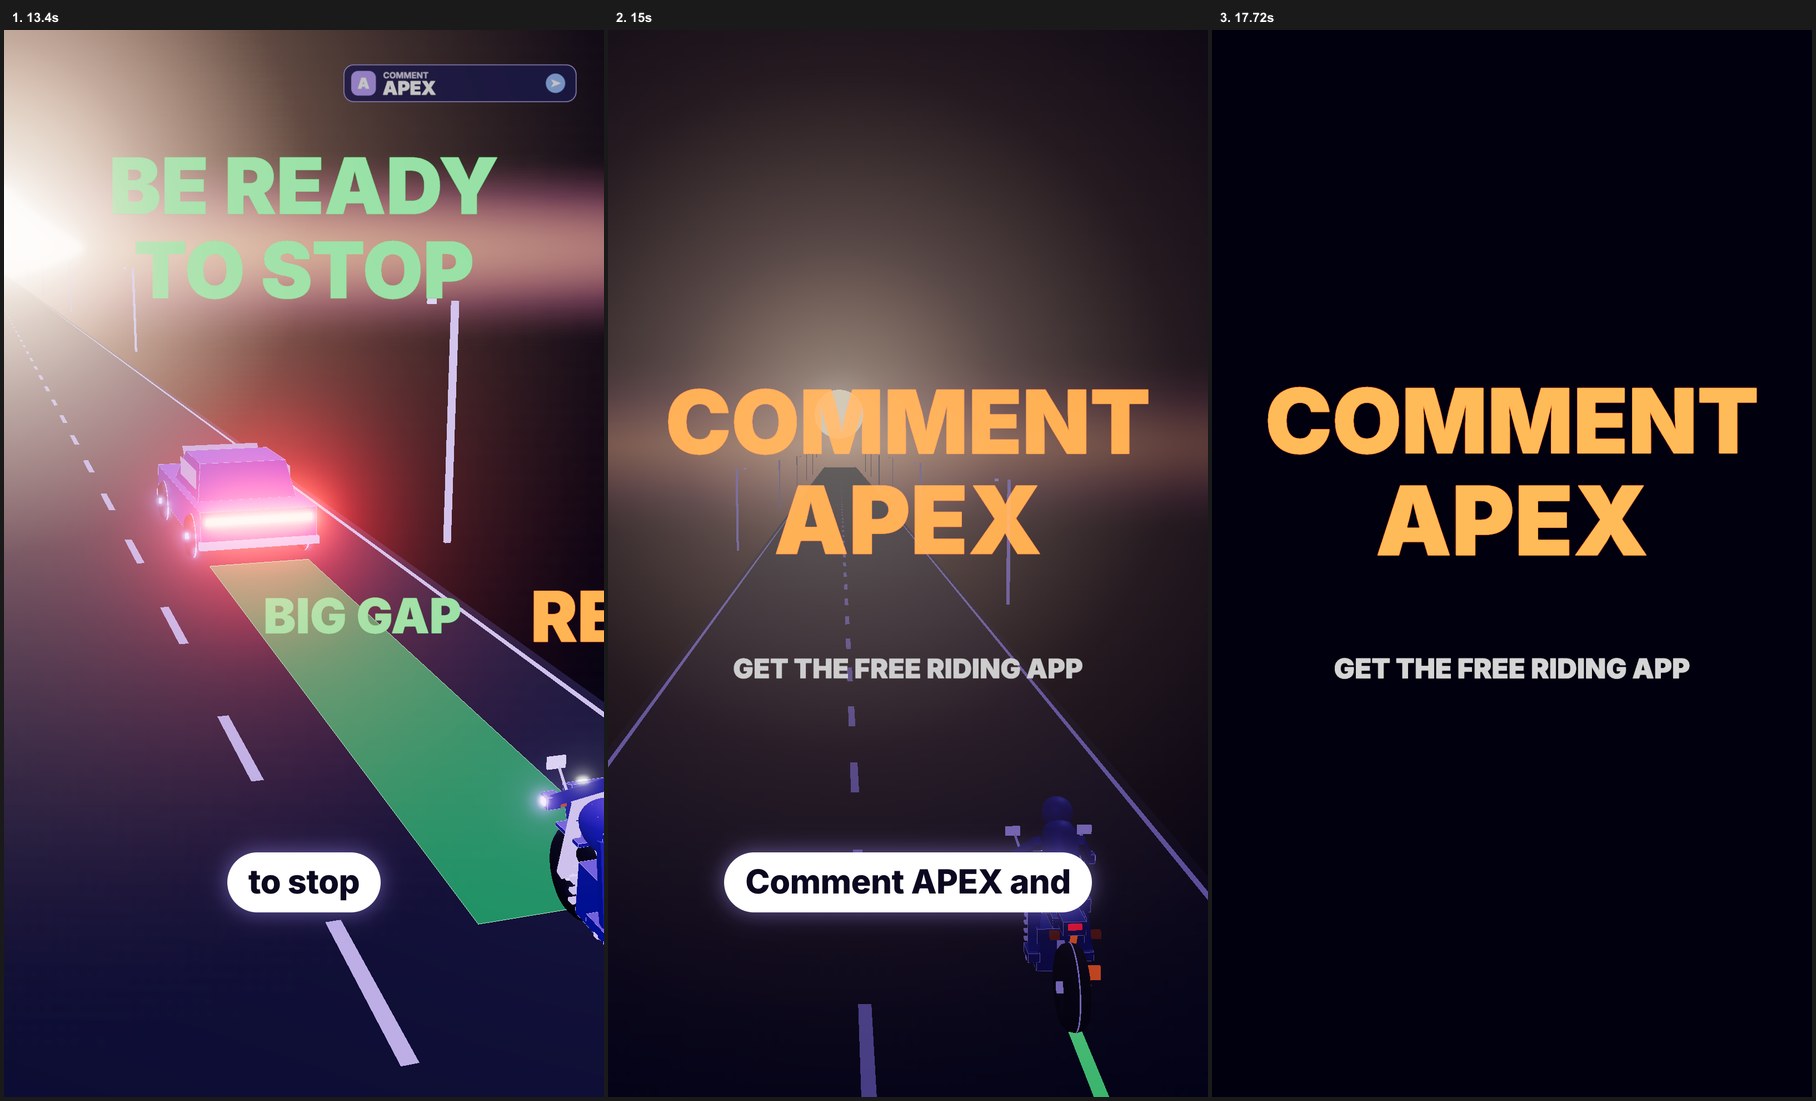 1. 13.4s
COMMENT
A APEX
BE READY
TO STOP
BIG GAP
RE
to stop
2. 15s
COMMENT
APEX
GET THE FREE RIDING APP
Comment APEX and
3. 17.72s
COMMENT
APEX
GET THE FREE RIDING APP